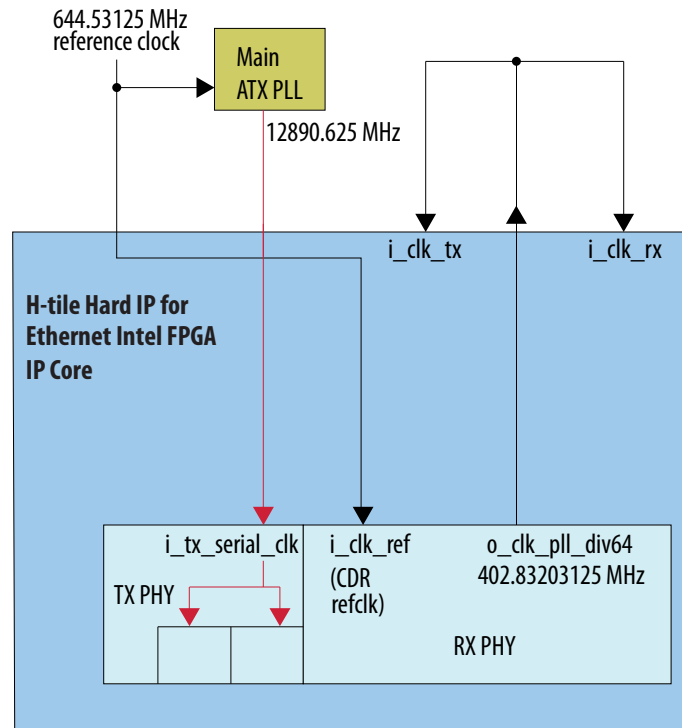 644.53125 MHz
reference clock
Main
ATX PLL
12890.625 MHz
i_clk_tx
i_clk_rx
H-tile Hard IP for
Ethernet Intel FPGA
IP Core
i_tx_serial_clk
i_clk_ref
(CDR
refclk)
o_clk_pll_div64
402.83203125 MHz
TX PHY
RX PHY